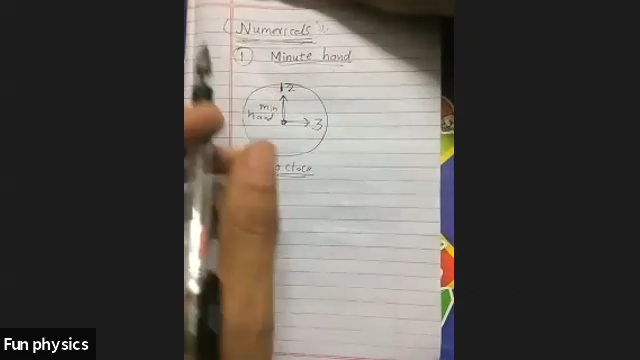 Numericals
① Minute hand
12
min
hand
3
clock
Fun physics